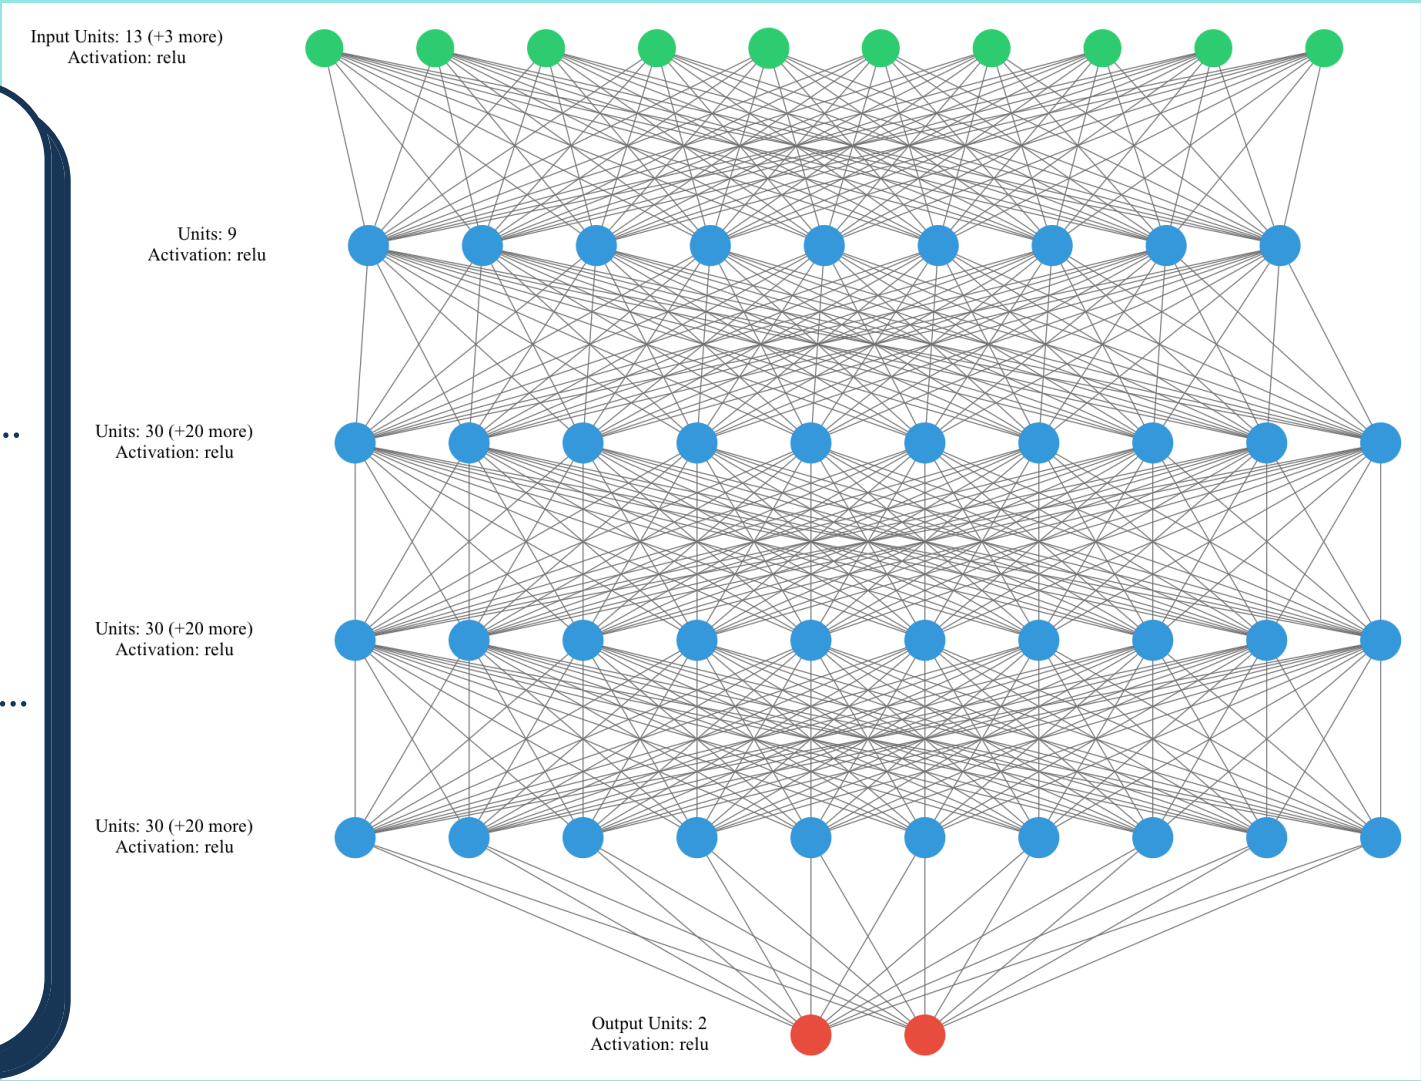 Input Units: 13 (+3 more)
Activation: relu
Units: 9
Activation: relu
Units: 30 (+20 more)
Activation: relu
Units: 30 (+20 more)
Activation: relu
Units: 30 (+20 more)
Activation: relu
Output Units: 2
Activation: relu